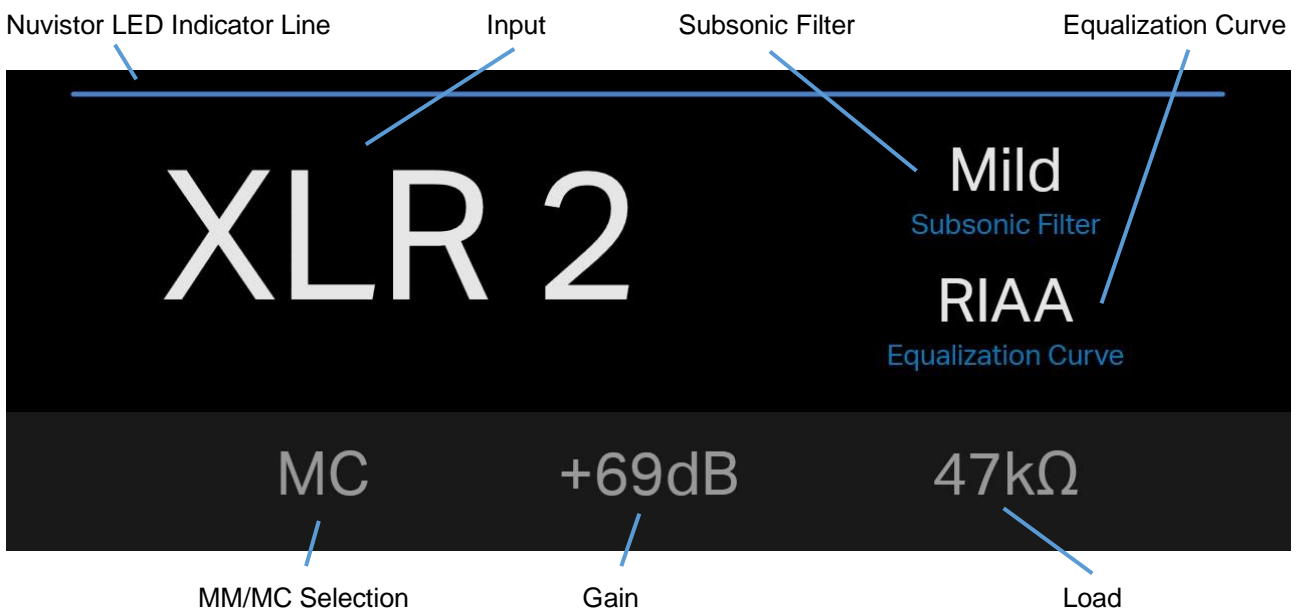 Nuvistor LED Indicator Line Input Subsonic Filter Equalization Curve
XLR 2
Mild
Subsonic Filter
RIAA
Equalization Curve
MC +69dB 47kΩ
MM/MC Selection Gain Load